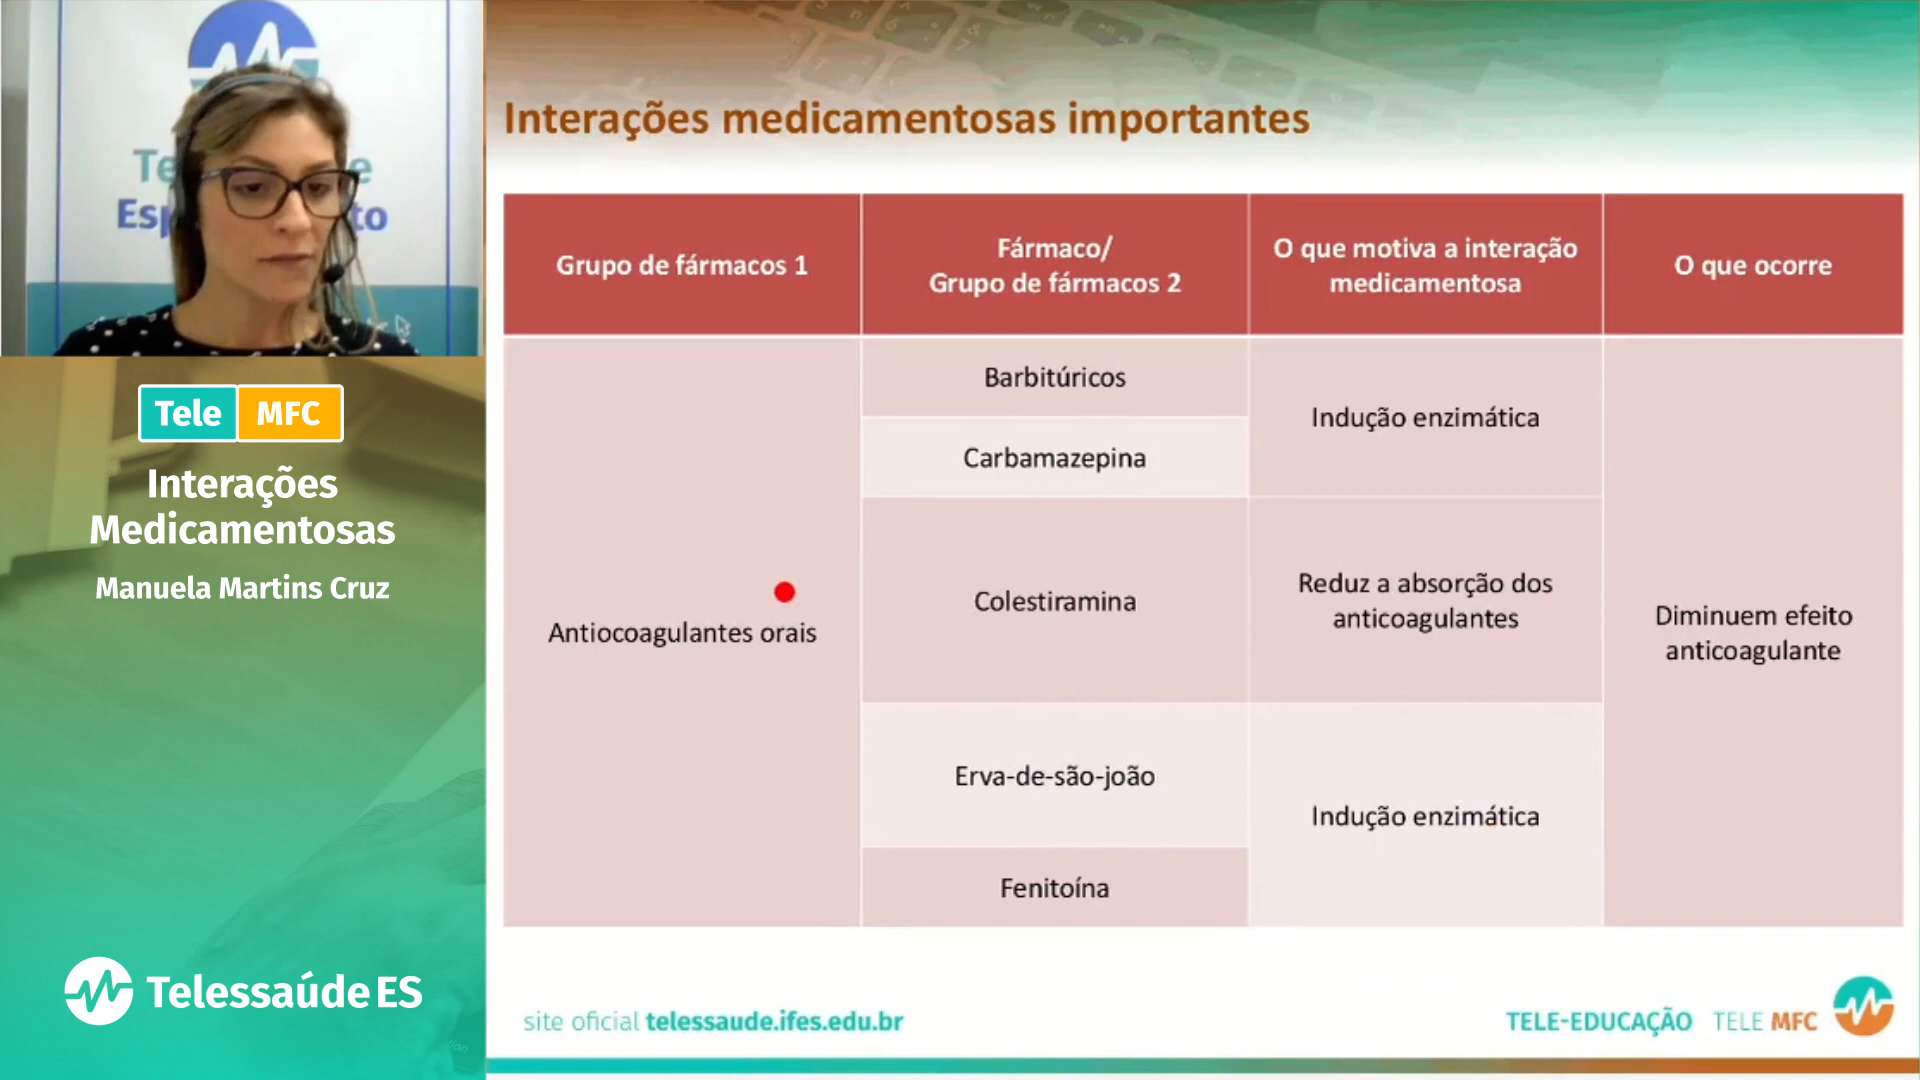 Tele MFC
Interações
Medicamentosas
Manuela Martins Cruz
Telessaúde ES
Interações medicamentosas importantes
Grupo de fármacos 1
Fármaco/
Grupo de fármacos 2
O que motiva a interação
medicamentosa
O que ocorre
Antiocoagulantes orais
Barbitúricos
Carbamazepina
Indução enzimática
Colestiramina
Reduz a absorção dos
anticoagulantes
Erva-de-são-joão
Fenitoína
Indução enzimática
Diminuem efeito
anticoagulante
site oficial telessaude.ifes.edu.br
TELE-EDUCAÇÃO TELE MFC